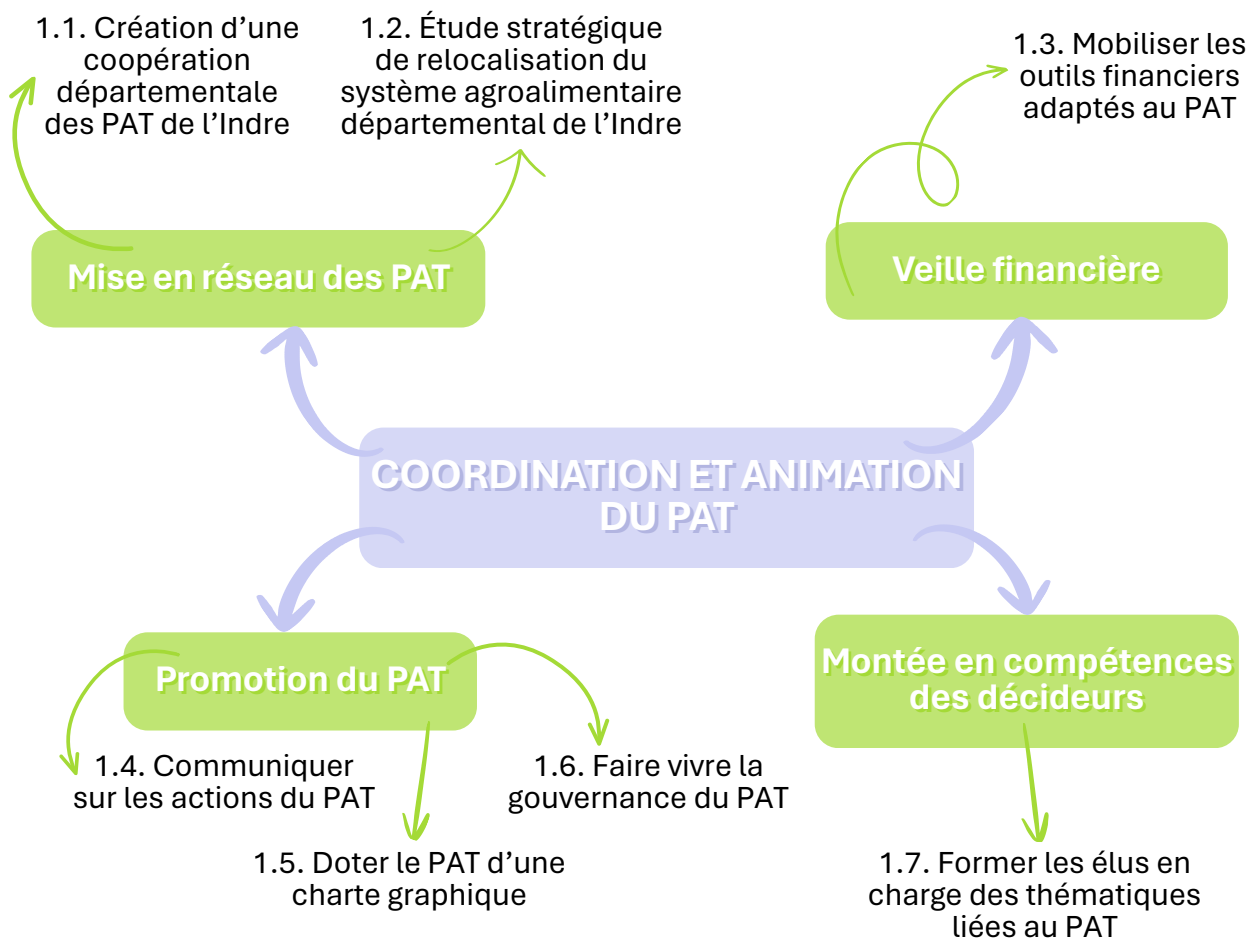 1.1. Création d’une
coopération
départementale
des PAT de l’Indre
1.2. Étude stratégique
de relocalisation du
système agroalimentaire
départemental de l’Indre
1.3. Mobiliser les
outils financiers
adaptés au PAT
Mise en réseau des PAT
Veille financière
COORDINATION ET ANIMATION
DU PAT
Promotion du PAT
Montée en compétences
des décideurs
1.4. Communiquer
sur les actions du PAT
1.6. Faire vivre la
gouvernance du PAT
1.5. Doter le PAT d’une
charte graphique
1.7. Former les élus en
charge des thématiques
liées au PAT